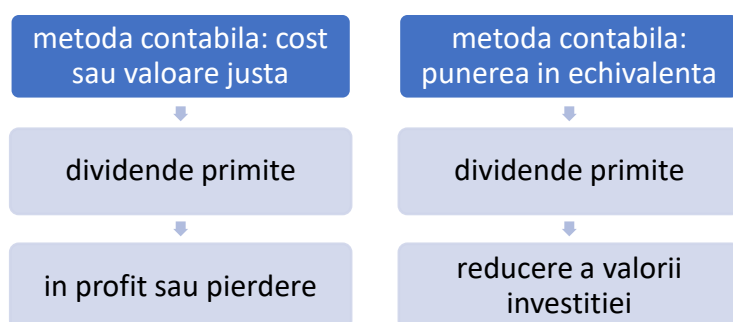 metoda contabila: cost
sau valoare justa
dividende primite
in profit sau pierdere
metoda contabila:
punerea in echivalenta
dividende primite
reducere a valorii
investitiei